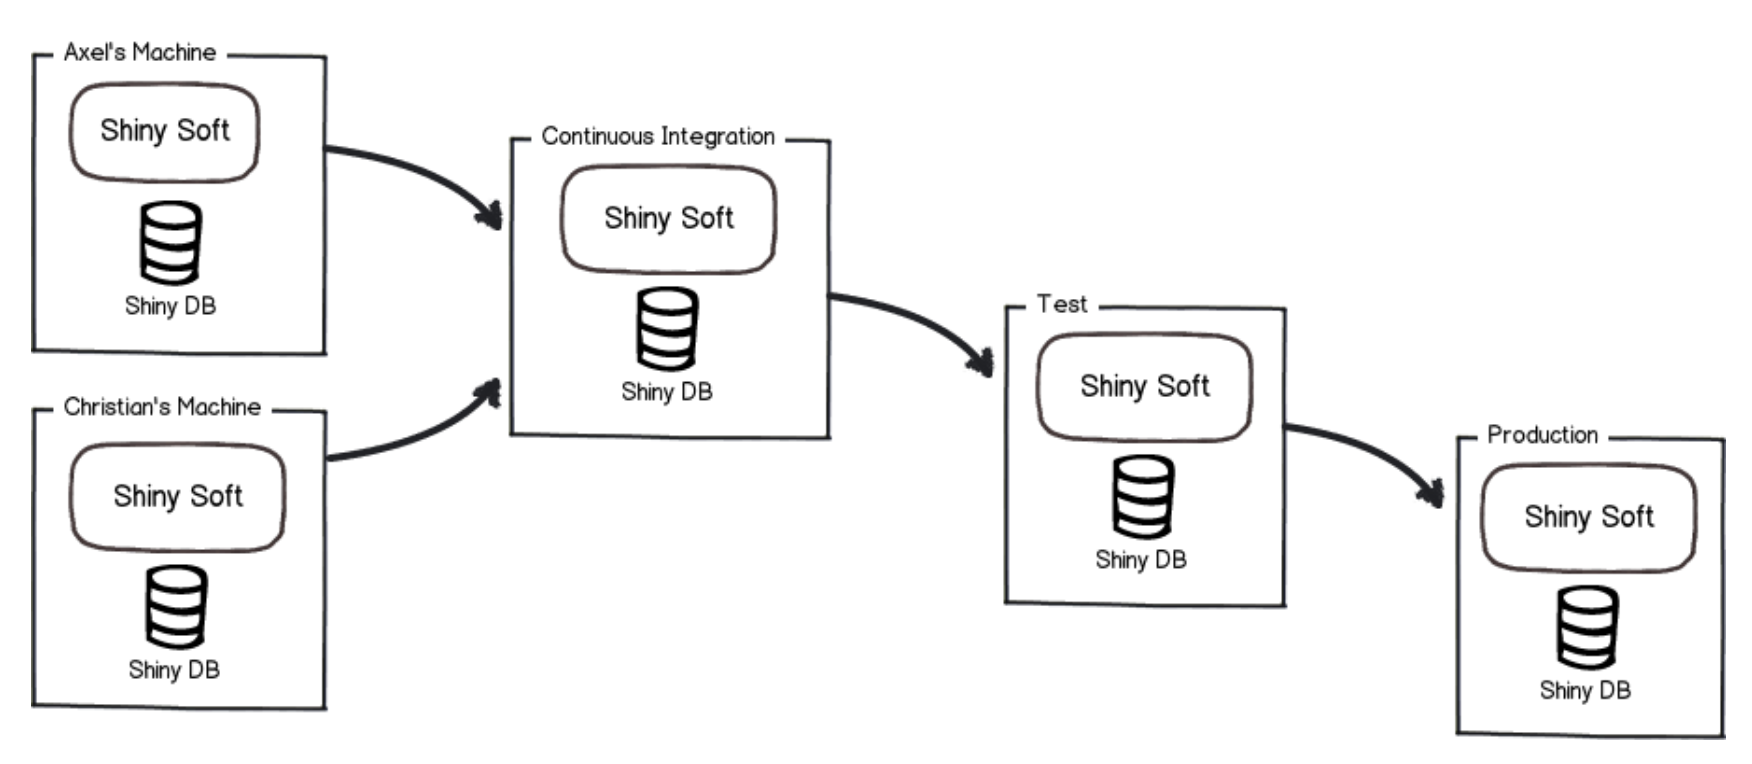 Axel's Machine
Shiny Soft
Shiny DB
Christian's Machine
Shiny Soft
Shiny DB
Continuous Integration
Shiny Soft
Shiny DB
Test
Shiny Soft
Shiny DB
Production
Shiny Soft
Shiny DB